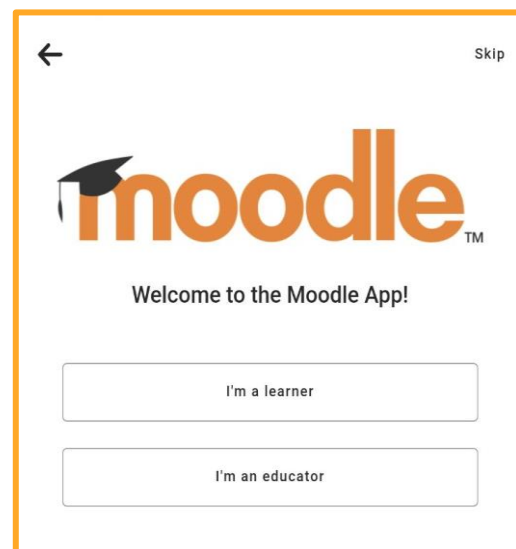 Skip
moodle
TM
Welcome to the Moodle App!
I'm a learner
I'm an educator